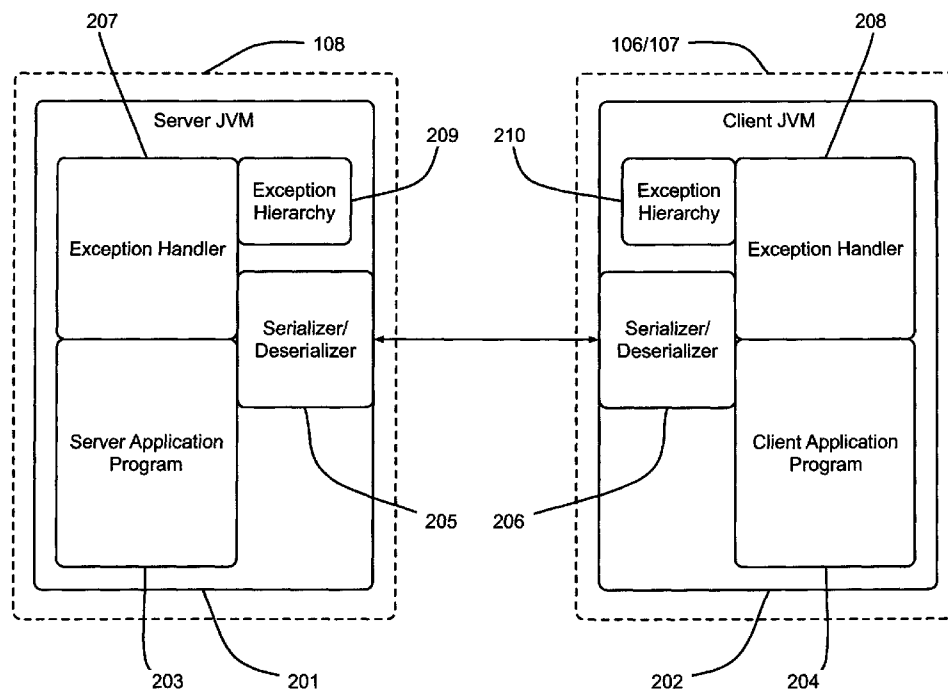 207
108
106/107
208
Server JVM
Client JVM
209
210
Exception
Hierarchy
Exception
Hierarchy
Exception Handler
Exception Handler
Serializer/
Deserializer
Serializer/
Deserializer
Server Application
Program
Client Application
Program
205
206
203
201
202
204